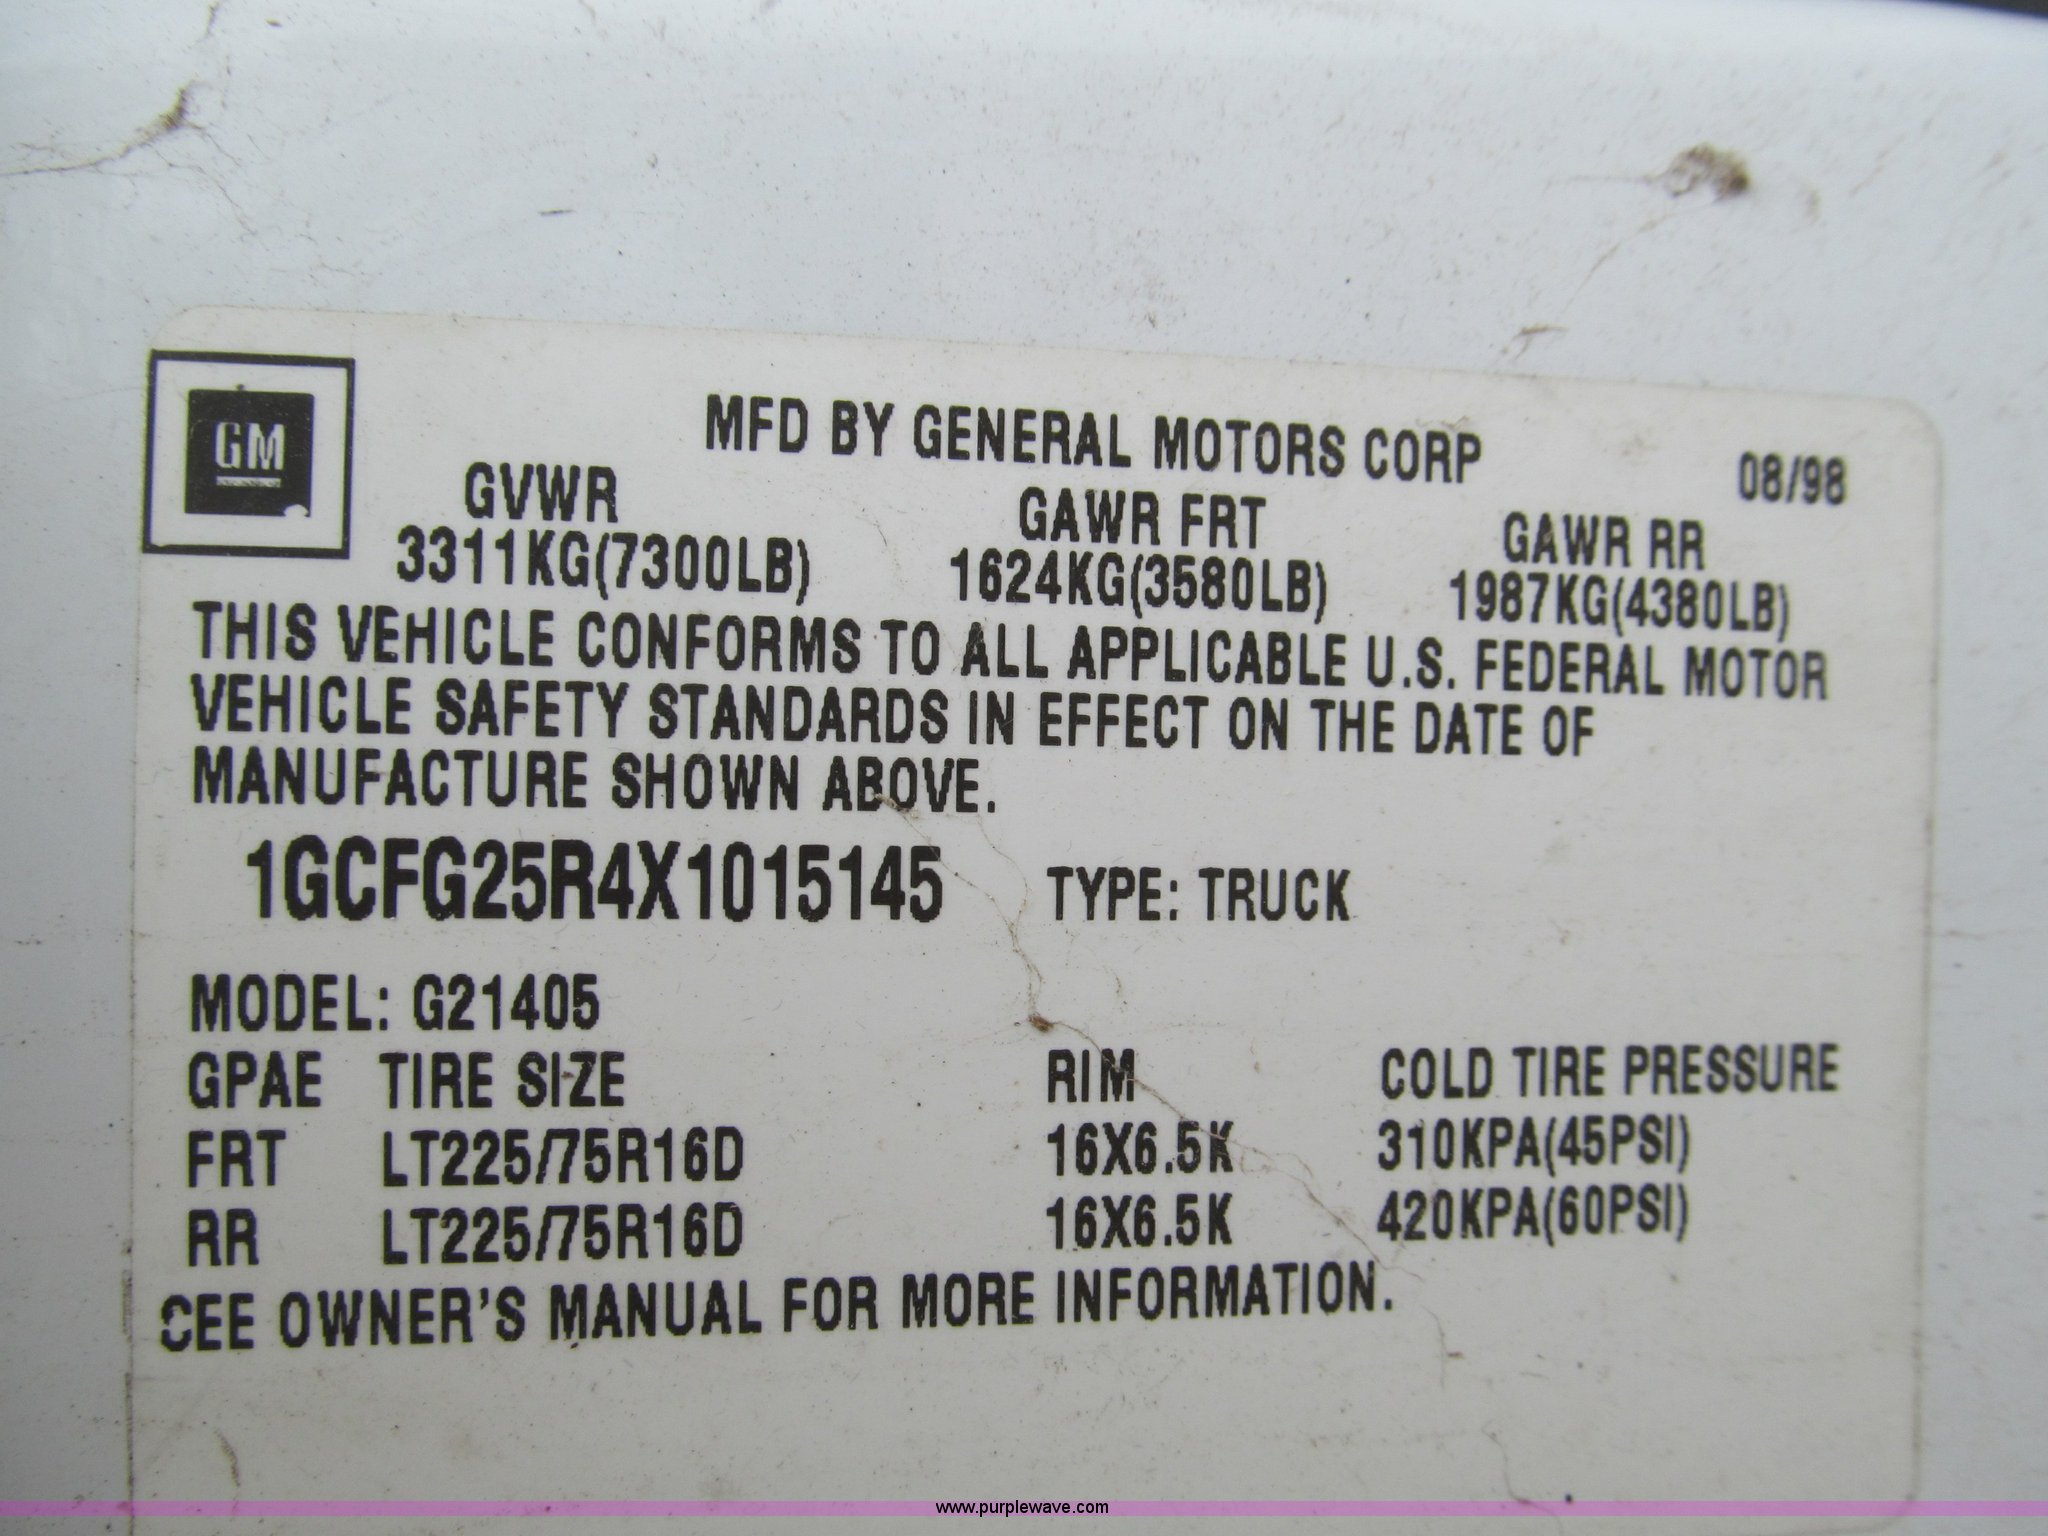 GM
MFD BY GENERAL MOTORS CORP
08/98
GVWR GAWR FRT GAWR RR
3311KG(7300LB) 1624KG(3580LB) 1987KG(4380LB)
THIS VEHICLE CONFORMS TO ALL APPLICABLE U.S. FEDERAL MOTOR
VEHICLE SAFETY STANDARDS IN EFFECT ON THE DATE OF
MANUFACTURE SHOWN ABOVE.
1GCFG25R4X1015145 TYPE: TRUCK
MODEL: G21405
GPAE TIRE SIZE RIM COLD TIRE PRESSURE
FRT LT225/75R16D 16X6.5K 310KPA(45PSI)
RR LT225/75R16D 16X6.5K 420KPA(60PSI)
CEE OWNER'S MANUAL FOR MORE INFORMATION.
www.purplewave.com